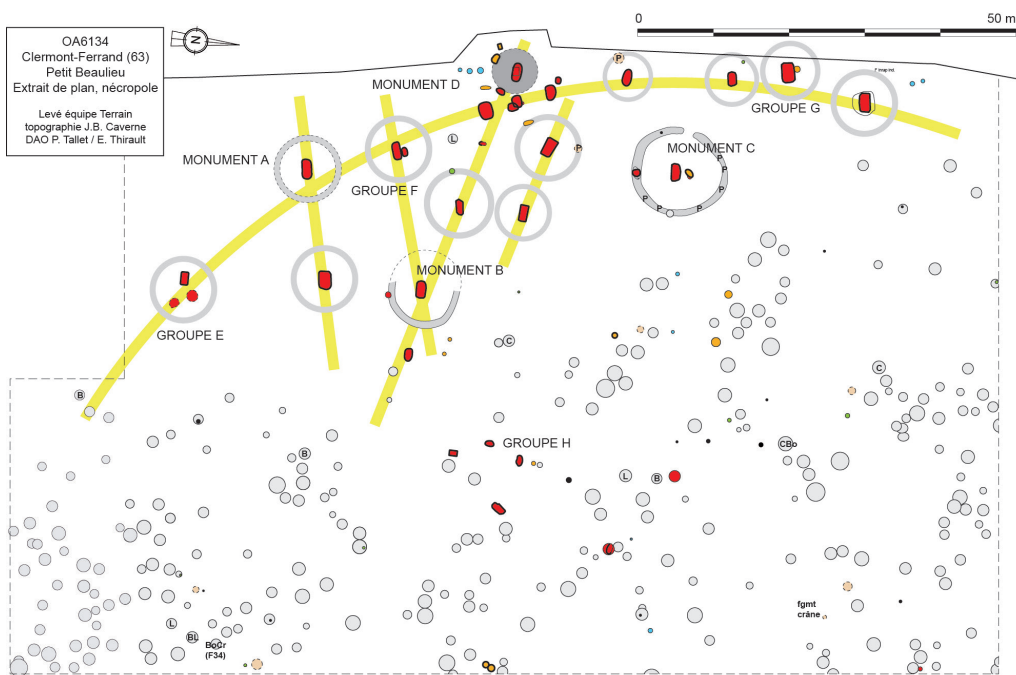 OA6134
Clermont-Ferrand (63)
Petit Beaulieu
Extrait de plan, nécropole
Levé équipe Terrain
topographie J.B. Caverne
DAO P. Tallet / E. Thirault
N
0
50 m
P
MONUMENT D
GROUPE G
L
P
MONUMENT A
GROUPE F
MONUMENT C
P
P
P
P
P
MONUMENT B
GROUPE E
C
C
B
B
GROUPE H
CBo
L
B
fgmt
crâne
L
BL
BoCr
(F34)